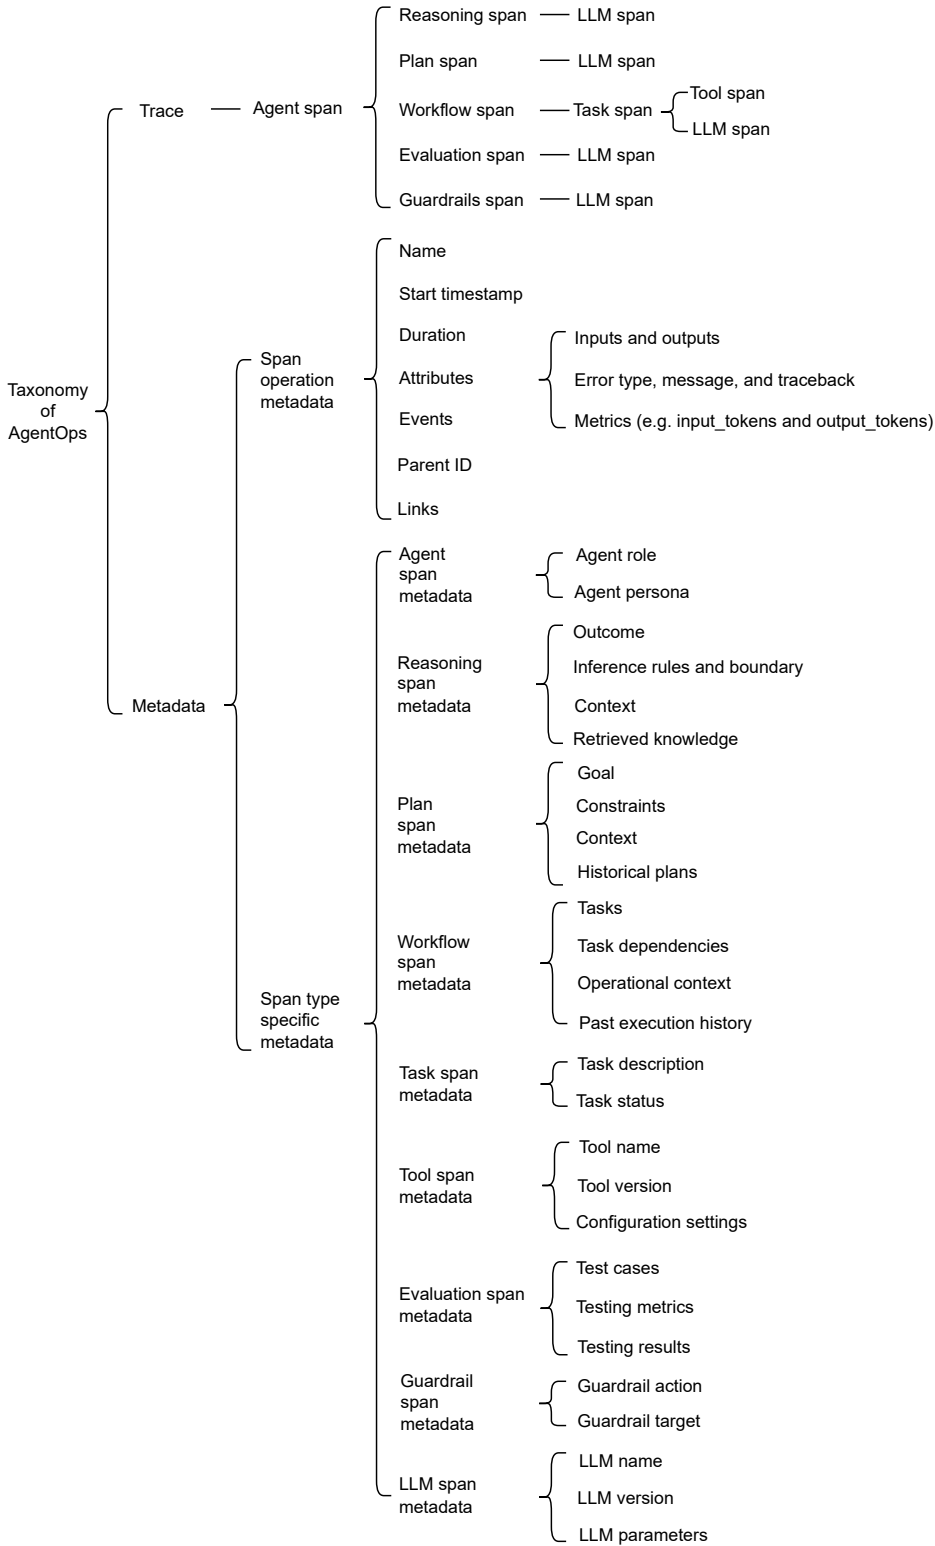 Taxonomy
of
AgentOps
Trace
Agent span
Reasoning span
LLM span
Plan span
LLM span
Workflow span
Task span
Tool span
LLM span
Evaluation span
LLM span
Guardrails span
LLM span
Metadata
Span
operation
metadata
Name
Start timestamp
Duration
Attributes
Inputs and outputs
Error type, message, and traceback
Metrics (e.g. input_tokens and output_tokens)
Events
Parent ID
Links
Span type
specific
metadata
Agent
span
metadata
Agent role
Agent persona
Reasoning
span
metadata
Outcome
Inference rules and boundary
Context
Retrieved knowledge
Plan
span
metadata
Goal
Constraints
Context
Historical plans
Workflow
span
metadata
Tasks
Task dependencies
Operational context
Past execution history
Task span
metadata
Task description
Task status
Tool span
metadata
Tool name
Tool version
Configuration settings
Evaluation span
metadata
Test cases
Testing metrics
Testing results
Guardrail
span
metadata
Guardrail action
Guardrail target
LLM span
metadata
LLM name
LLM version
LLM parameters